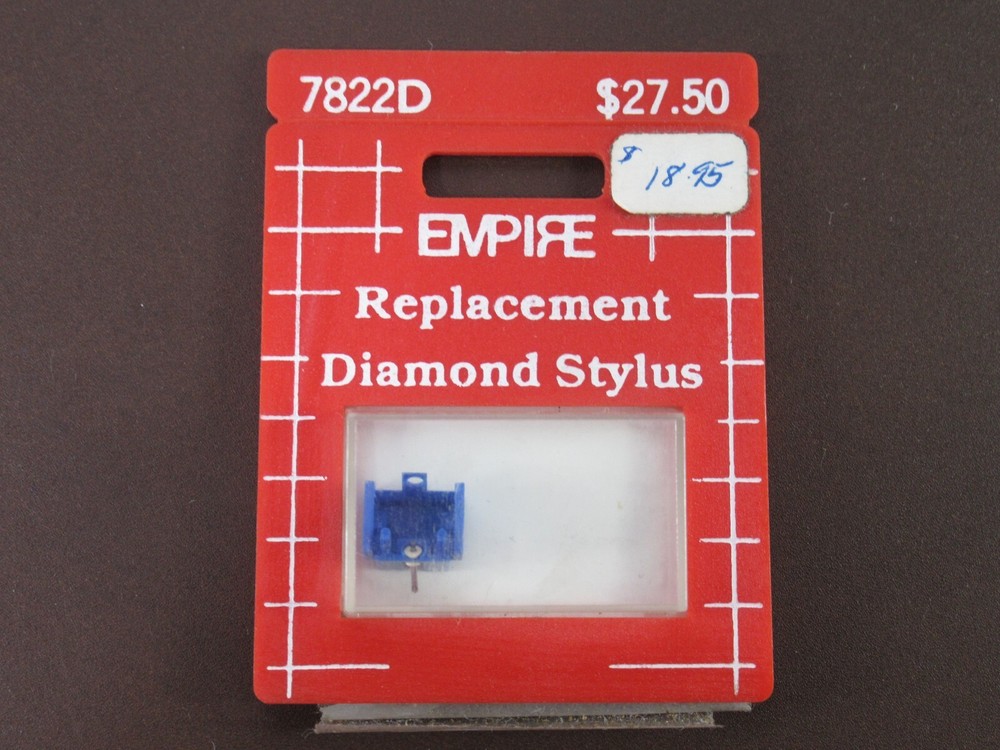 7822D $27.50
$ 18.95
EMPIRE
Replacement
Diamond Stylus